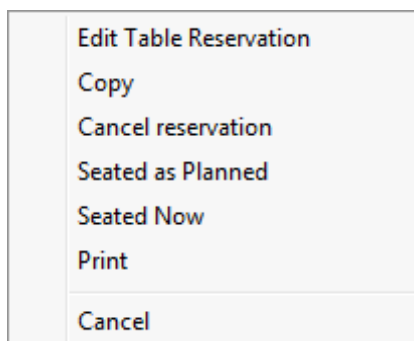 Edit Table Reservation
Copy
Cancel reservation
Seated as Planned
Seated Now
Print
Cancel